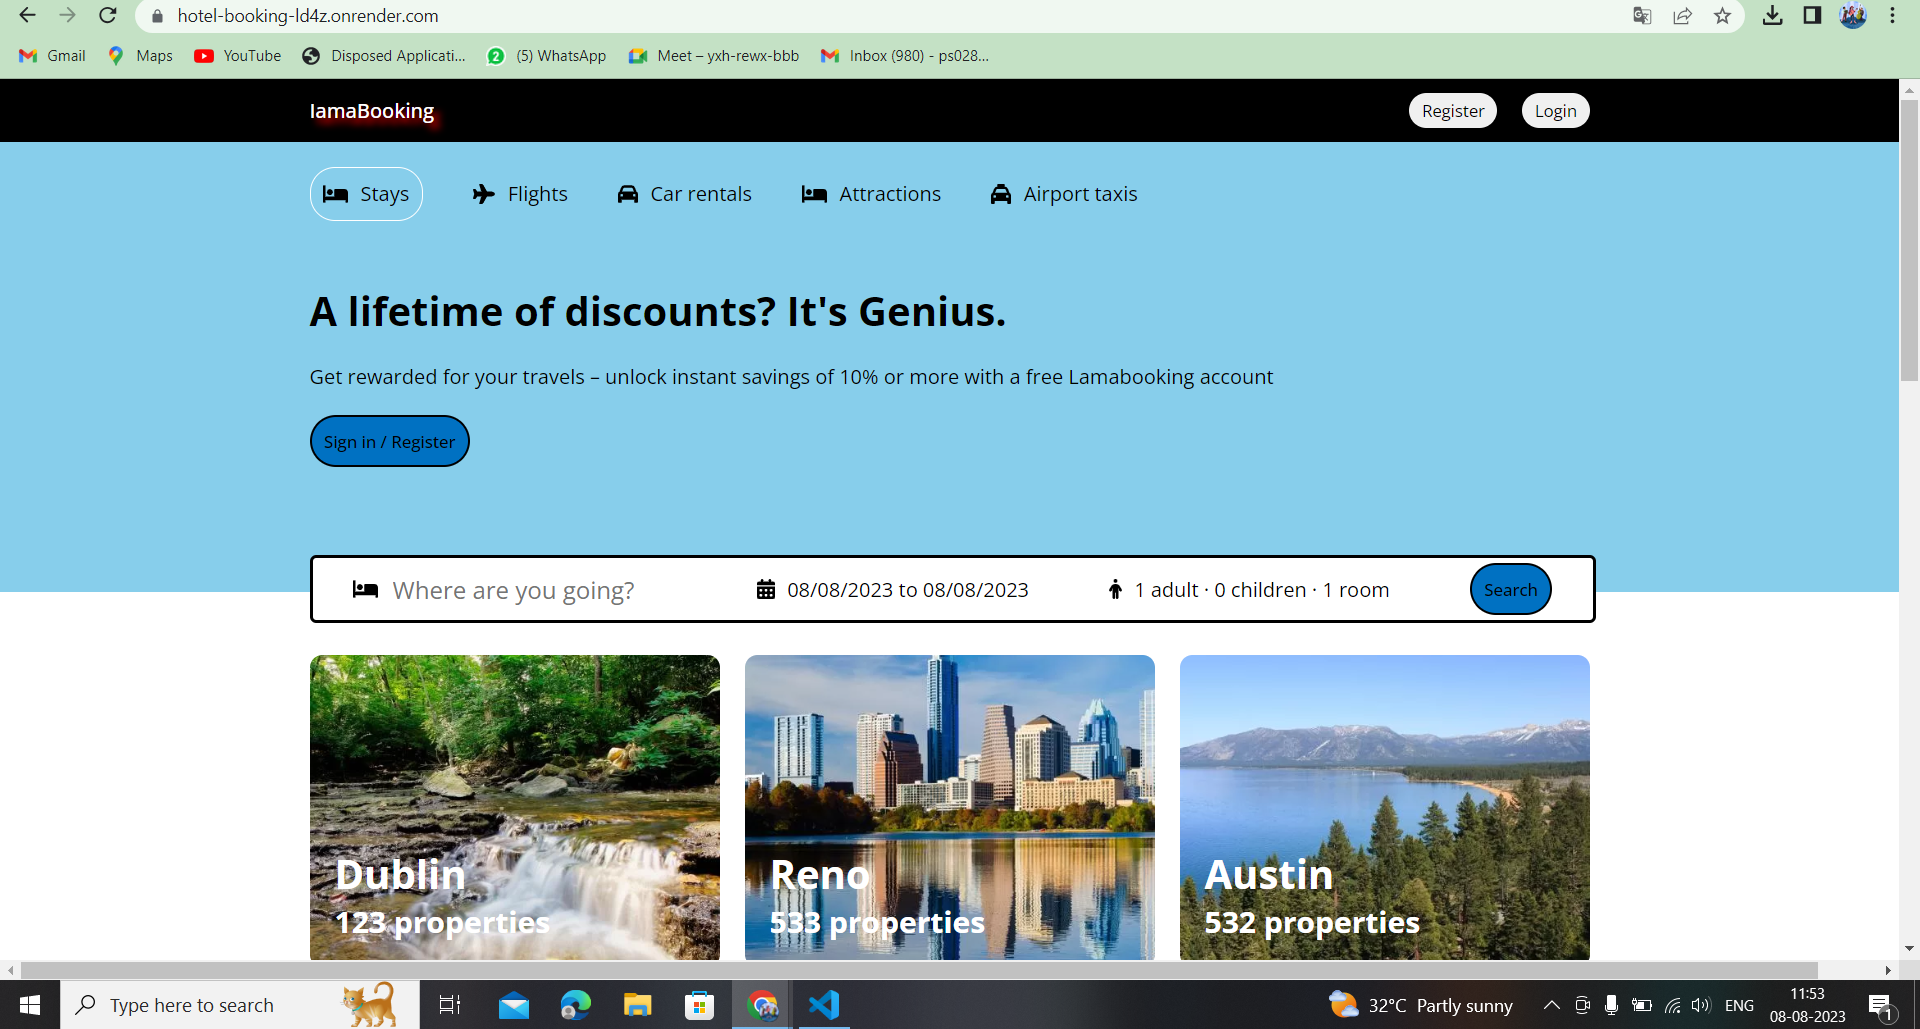 hotel-booking-ld4z.onrender.com
Gmail Maps YouTube Disposed Applicati... (5) WhatsApp Meet – yxh-rewx-bbb Inbox (980) - ps028...
lamaBooking Register Login
Stays Flights Car rentals Attractions Airport taxis
A lifetime of discounts? It's Genius.
Get rewarded for your travels – unlock instant savings of 10% or more with a free Lamabooking account
Sign in / Register
Where are you going? 08/08/2023 to 08/08/2023 1 adult · 0 children · 1 room Search
Dublin Reno Austin
123 properties 533 properties 532 properties
Type here to search 32°C Partly sunny ENG 11:53
08-08-2023 1